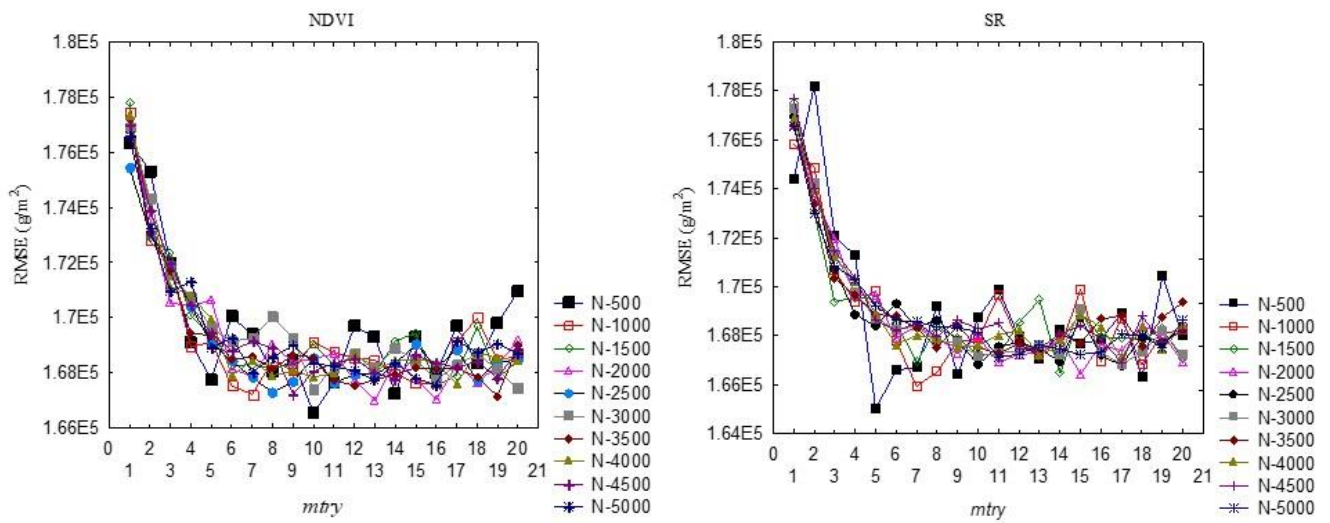 NDVI
1.8E5
1.78E5
1.76E5
1.74E5
1.72E5
1.7E5
1.68E5
1.66E5
RMSE (g/m²)
0 2 4 6 8 10 12 14 16 18 20
1 3 5 7 9 11 13 15 17 19 21
mtry
N-500
N-1000
N-1500
N-2000
N-2500
N-3000
N-3500
N-4000
N-4500
N-5000
SR
1.8E5
1.78E5
1.76E5
1.74E5
1.72E5
1.7E5
1.68E5
1.66E5
1.64E5
RMSE (g/m²)
0 2 4 6 8 10 12 14 16 18 20
1 3 5 7 9 11 13 15 17 19 21
mtry
N-500
N-1000
N-1500
N-2000
N-2500
N-3000
N-3500
N-4000
N-4500
N-5000